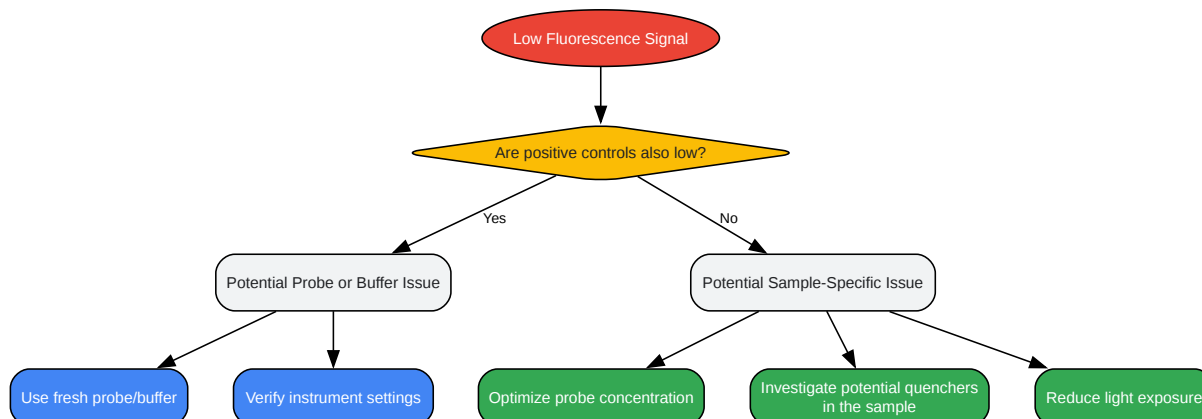 Low Fluorescence Signal
Are positive controls also low?
Yes
No
Potential Probe or Buffer Issue
Potential Sample-Specific Issue
Use fresh probe/buffer
Verify instrument settings
Optimize probe concentration
Investigate potential quenchers
in the sample
Reduce light exposure